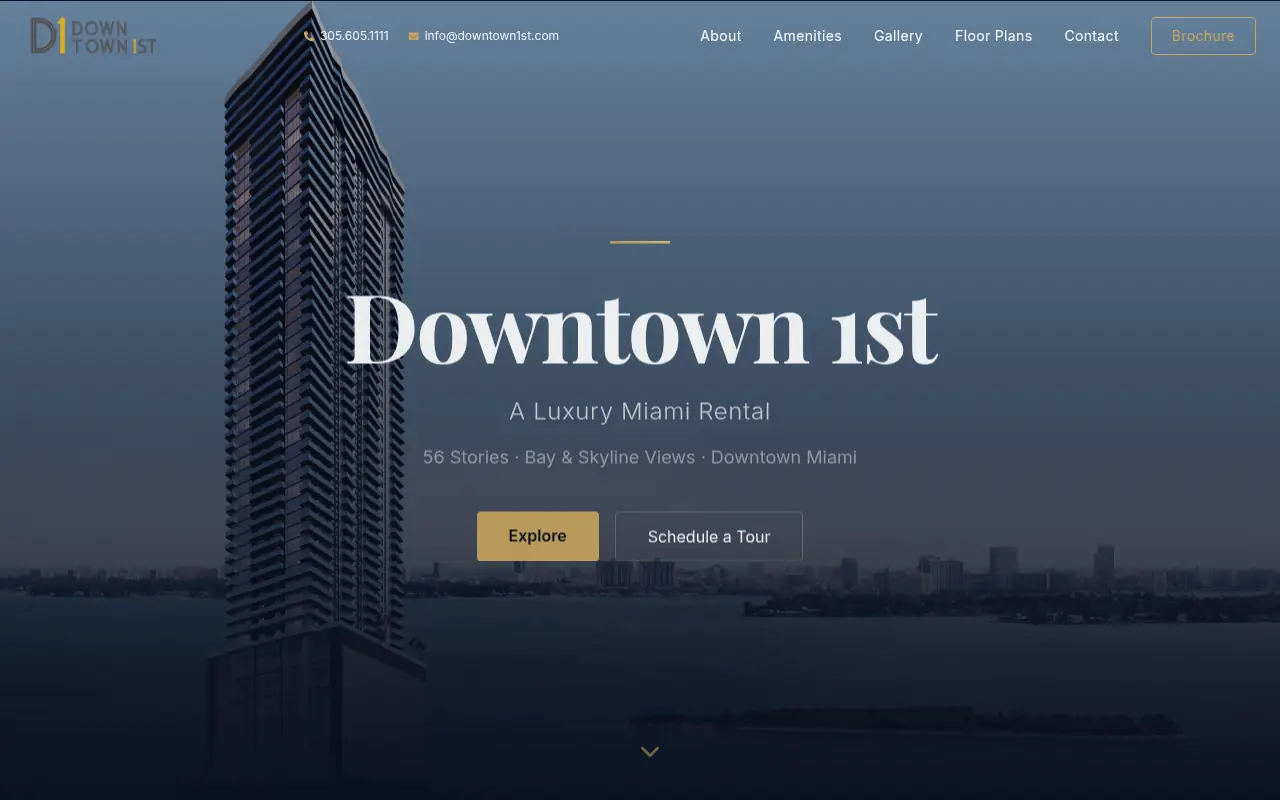 D1 DOWN
TOWN 1ST
305.605.1111
info@downtown1st.com
About
Amenities
Gallery
Floor Plans
Contact
Brochure
Downtown 1st
A Luxury Miami Rental
56 Stories · Bay & Skyline Views · Downtown Miami
Explore
Schedule a Tour